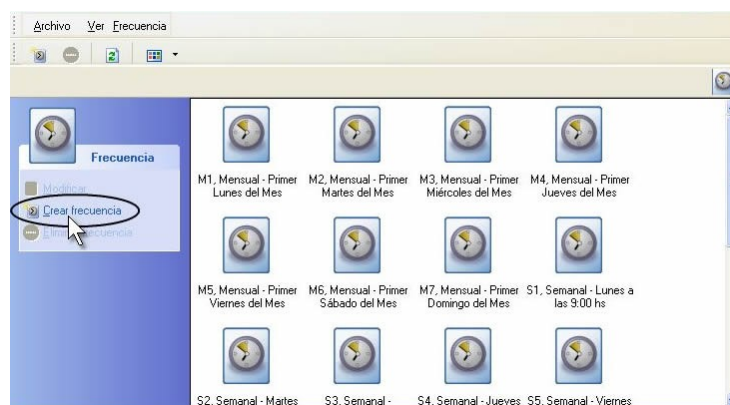 Archivo Ver Frecuencia
Frecuencia
Modificar
Crear frecuencia
Eliminar frecuencia
M1, Mensual - Primer Lunes del Mes
M2, Mensual - Primer Martes del Mes
M3, Mensual - Primer Miércoles del Mes
M4, Mensual - Primer Jueves del Mes
M5, Mensual - Primer Viernes del Mes
M6, Mensual - Primer Sábado del Mes
M7, Mensual - Primer Domingo del Mes
S1, Semanal - Lunes a las 9:00 hs
S2, Semanal - Martes
S3, Semanal -
S4, Semanal - Jueves
S5, Semanal - Viernes